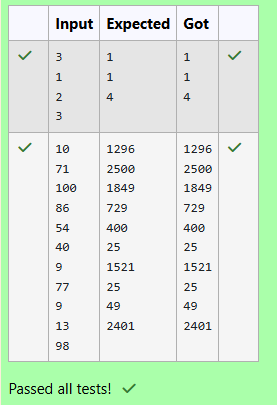 Input Expected Got
3 1 1
1 1 1
2 4 4
3
10 1296 1296
71 2500 2500
100 1849 1849
86 729 729
54 400 400
40 25 25
9 1521 1521
77 25 25
9 49 49
13 2401 2401
98
Passed all tests!